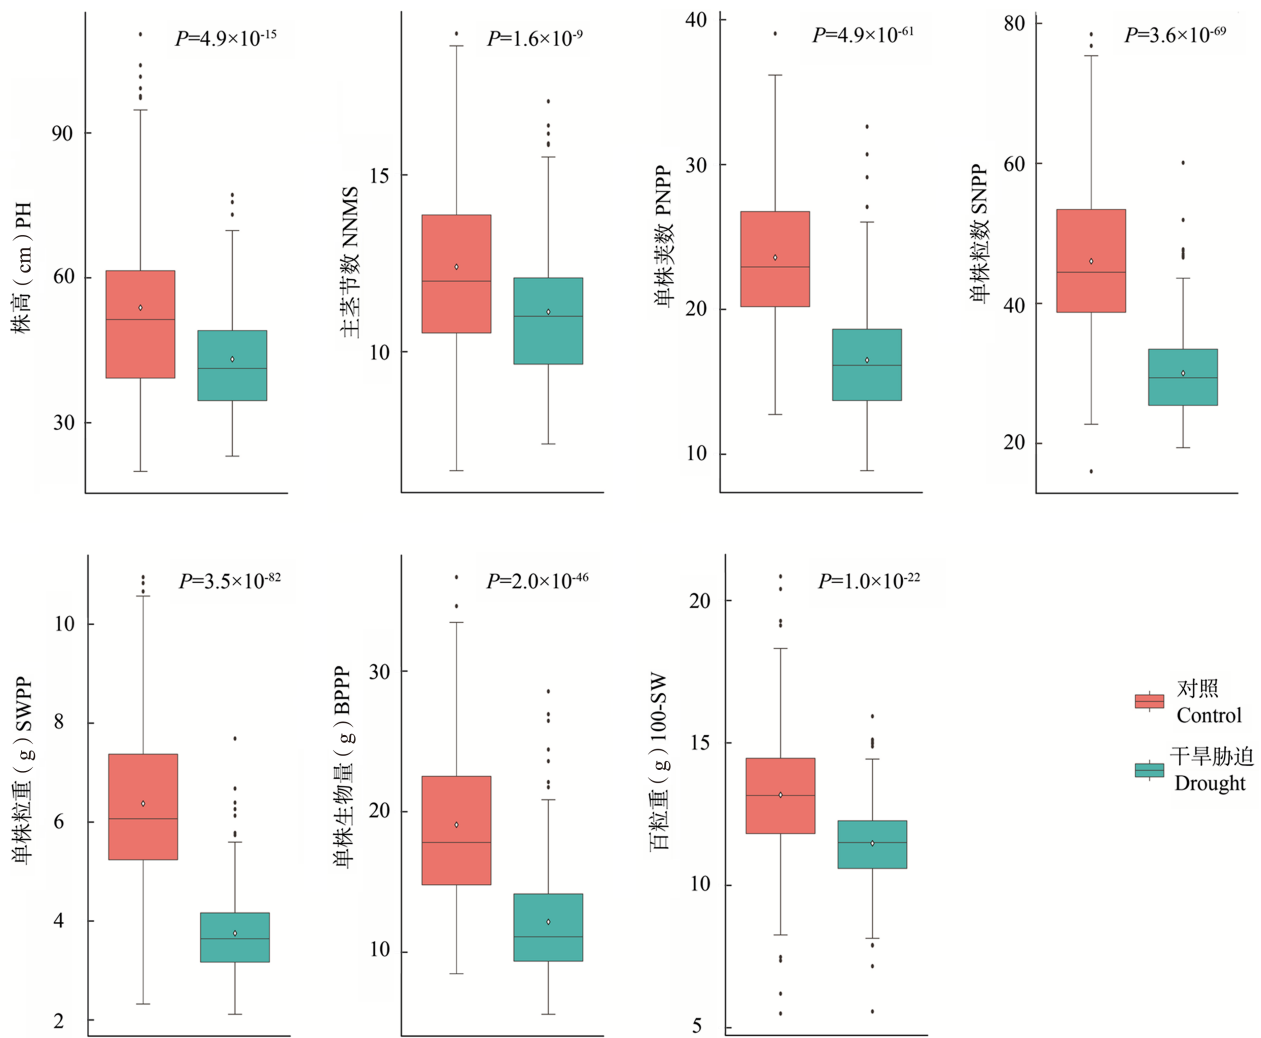 P=4.9×10-15
90
60
30
株高（cm）PH
P=1.6×10-9
15
10
主茎节数 NNMS
P=4.9×10-61
40
30
20
10
单株荚数 PNPP
P=3.6×10-69
80
60
40
20
单株粒数 SNPP
P=3.5×10-82
10
8
6
4
2
单株粒重（g）SWPP
P=2.0×10-46
30
20
10
单株生物量（g）BPPP
P=1.0×10-22
20
15
10
5
百粒重（g）100-SW
对照
Control
干旱胁迫
Drought